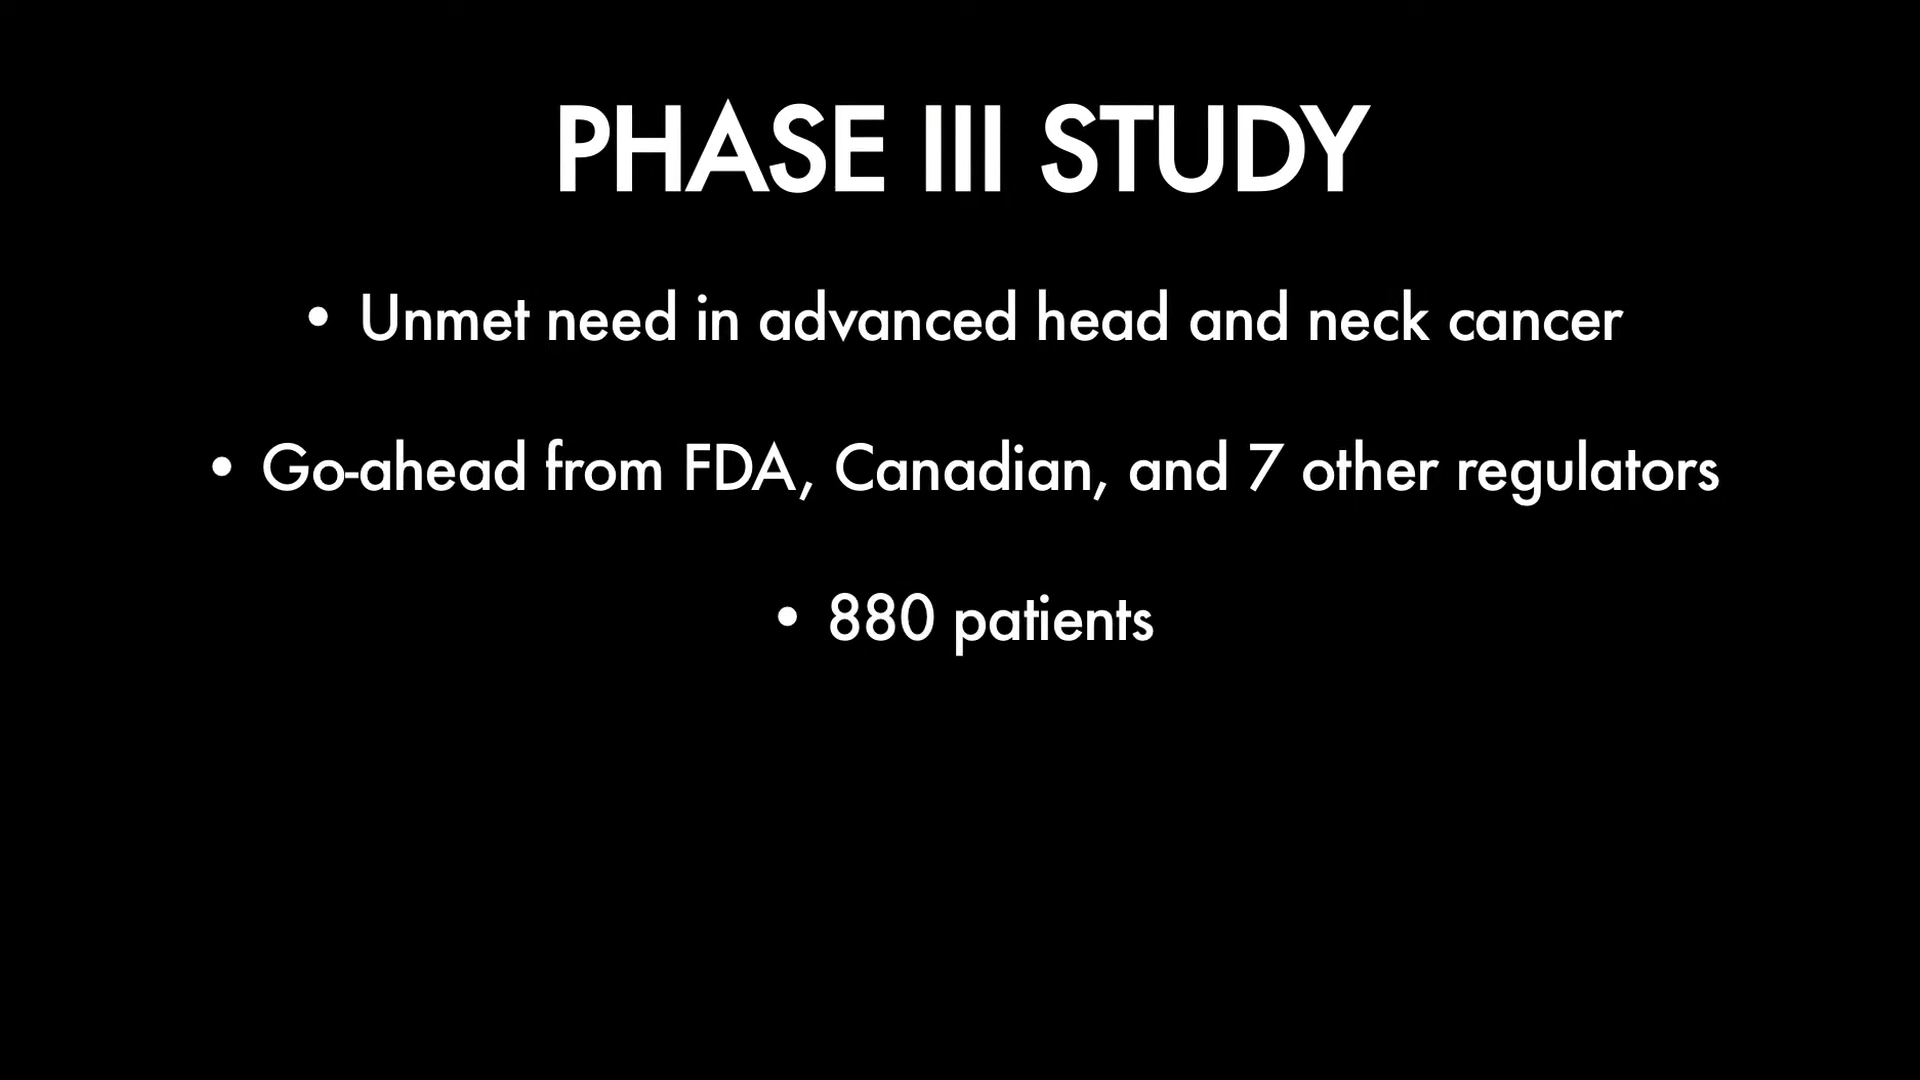 PHASE III STUDY
• Unmet need in advanced head and neck cancer
• Go-ahead from FDA, Canadian, and 7 other regulators
• 880 patients